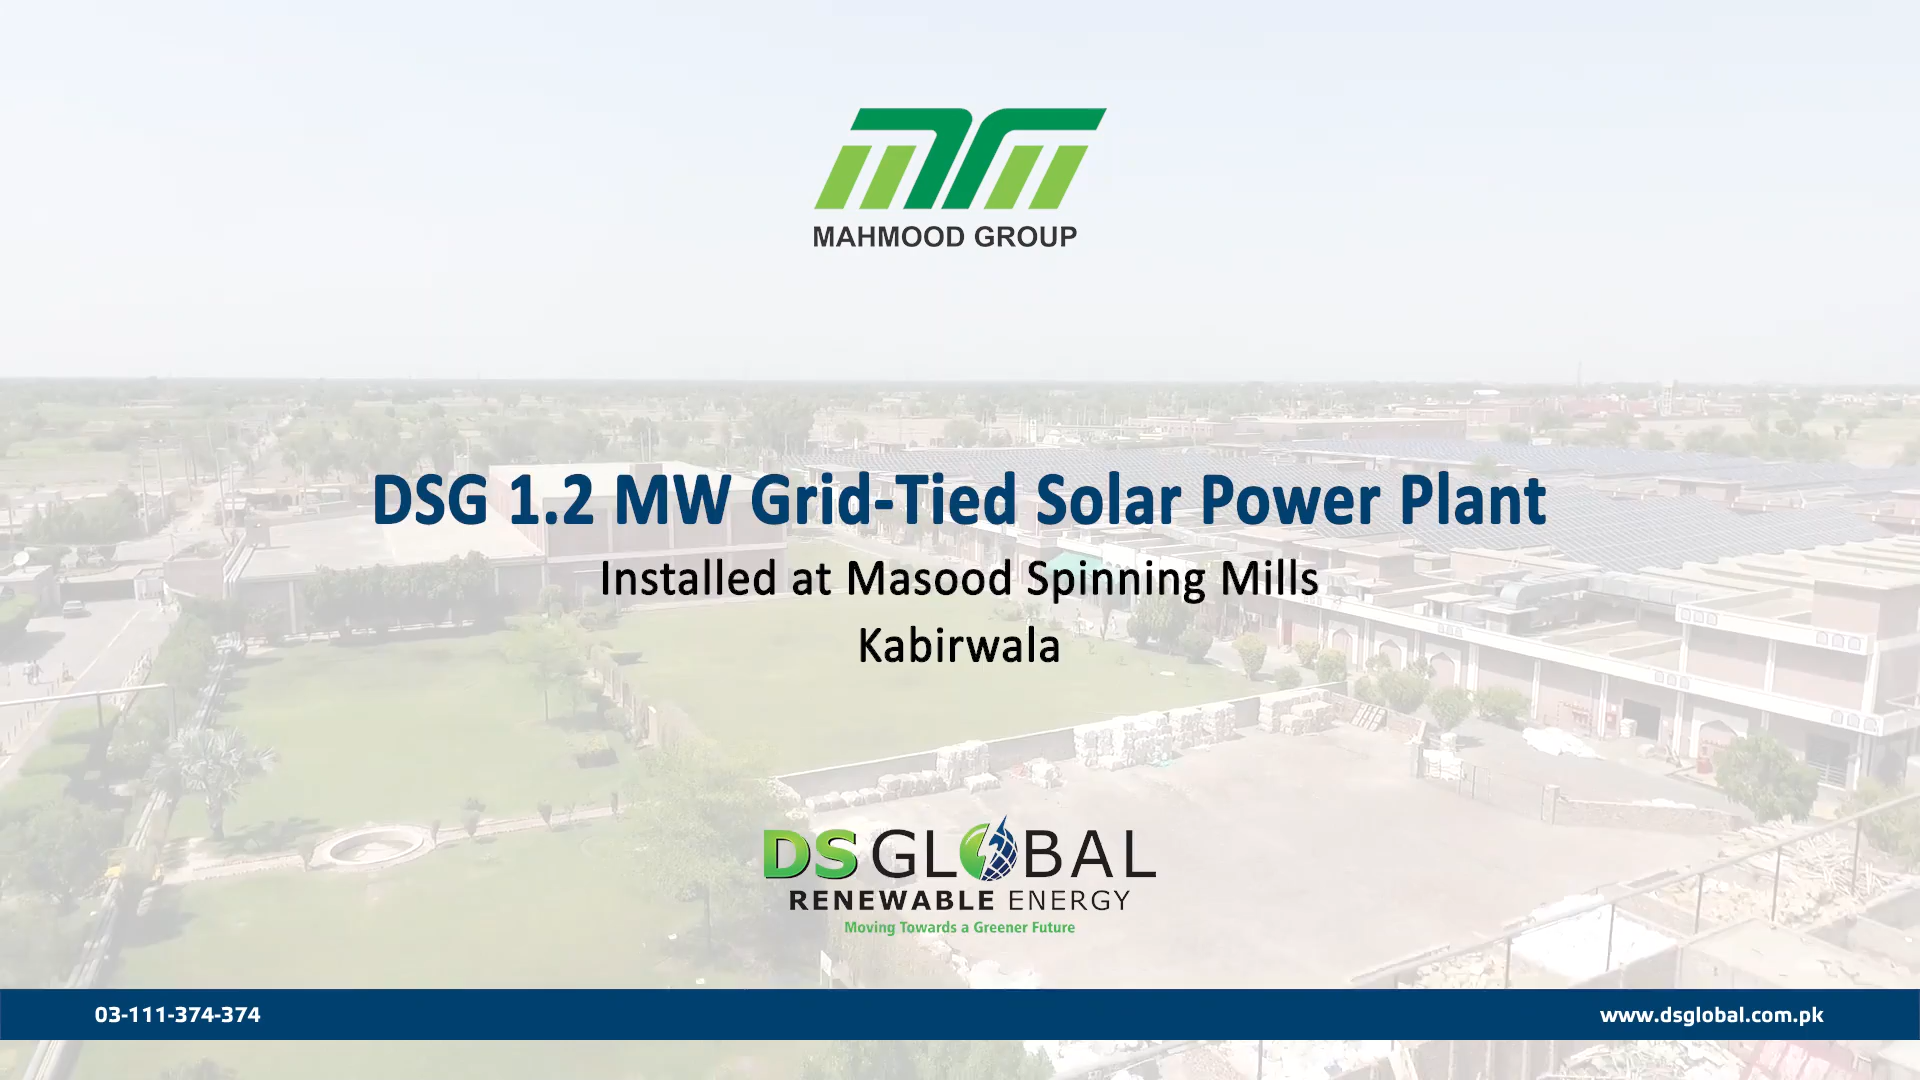 MAHMOOD GROUP
DSG 1.2 MW Grid-Tied Solar Power Plant
Installed at Masood Spinning Mills
Kabirwala
DS GLOBAL
RENEWABLE ENERGY
Moving Towards a Greener Future
03-111-374-374
www.dsglobal.com.pk